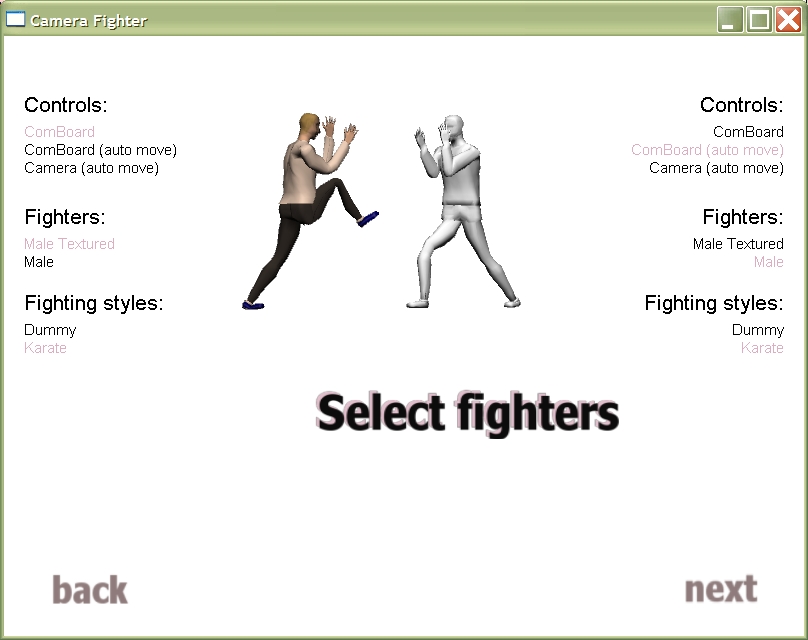 Camera Fighter
Controls:
ComBoard
ComBoard (auto move)
Camera (auto move)
Fighters:
Male Textured
Male
Fighting styles:
Dummy
Karate
Controls:
ComBoard
ComBoard (auto move)
Camera (auto move)
Fighters:
Male Textured
Male
Fighting styles:
Dummy
Karate
Select fighters
back
next